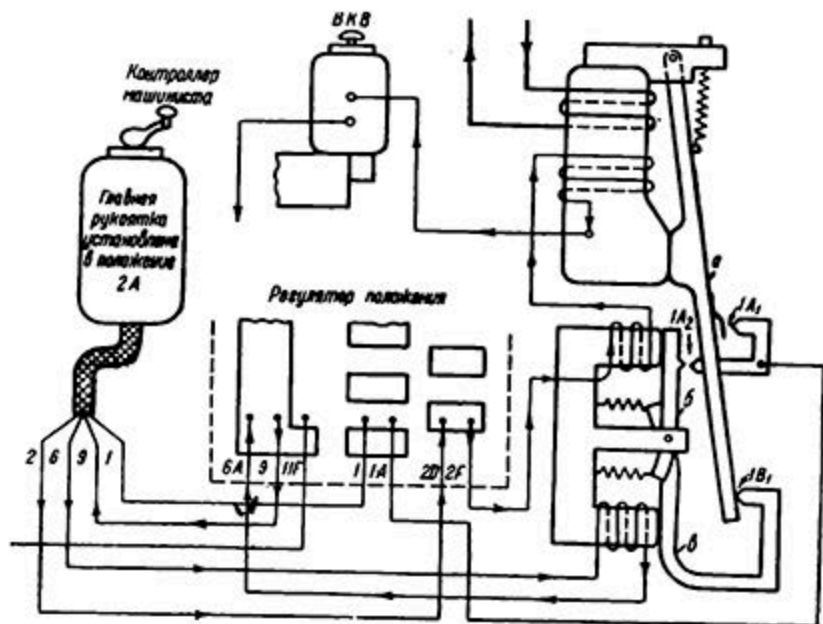 ВКВ
Контроллер
машиниста
Главная
рукоятка
установлена
в положение
2А
Регулятор положения
а
1А₁
1А₂
б
2 6 9 1
6А 9 11F 1 1А 2D 2F
1В₁
в